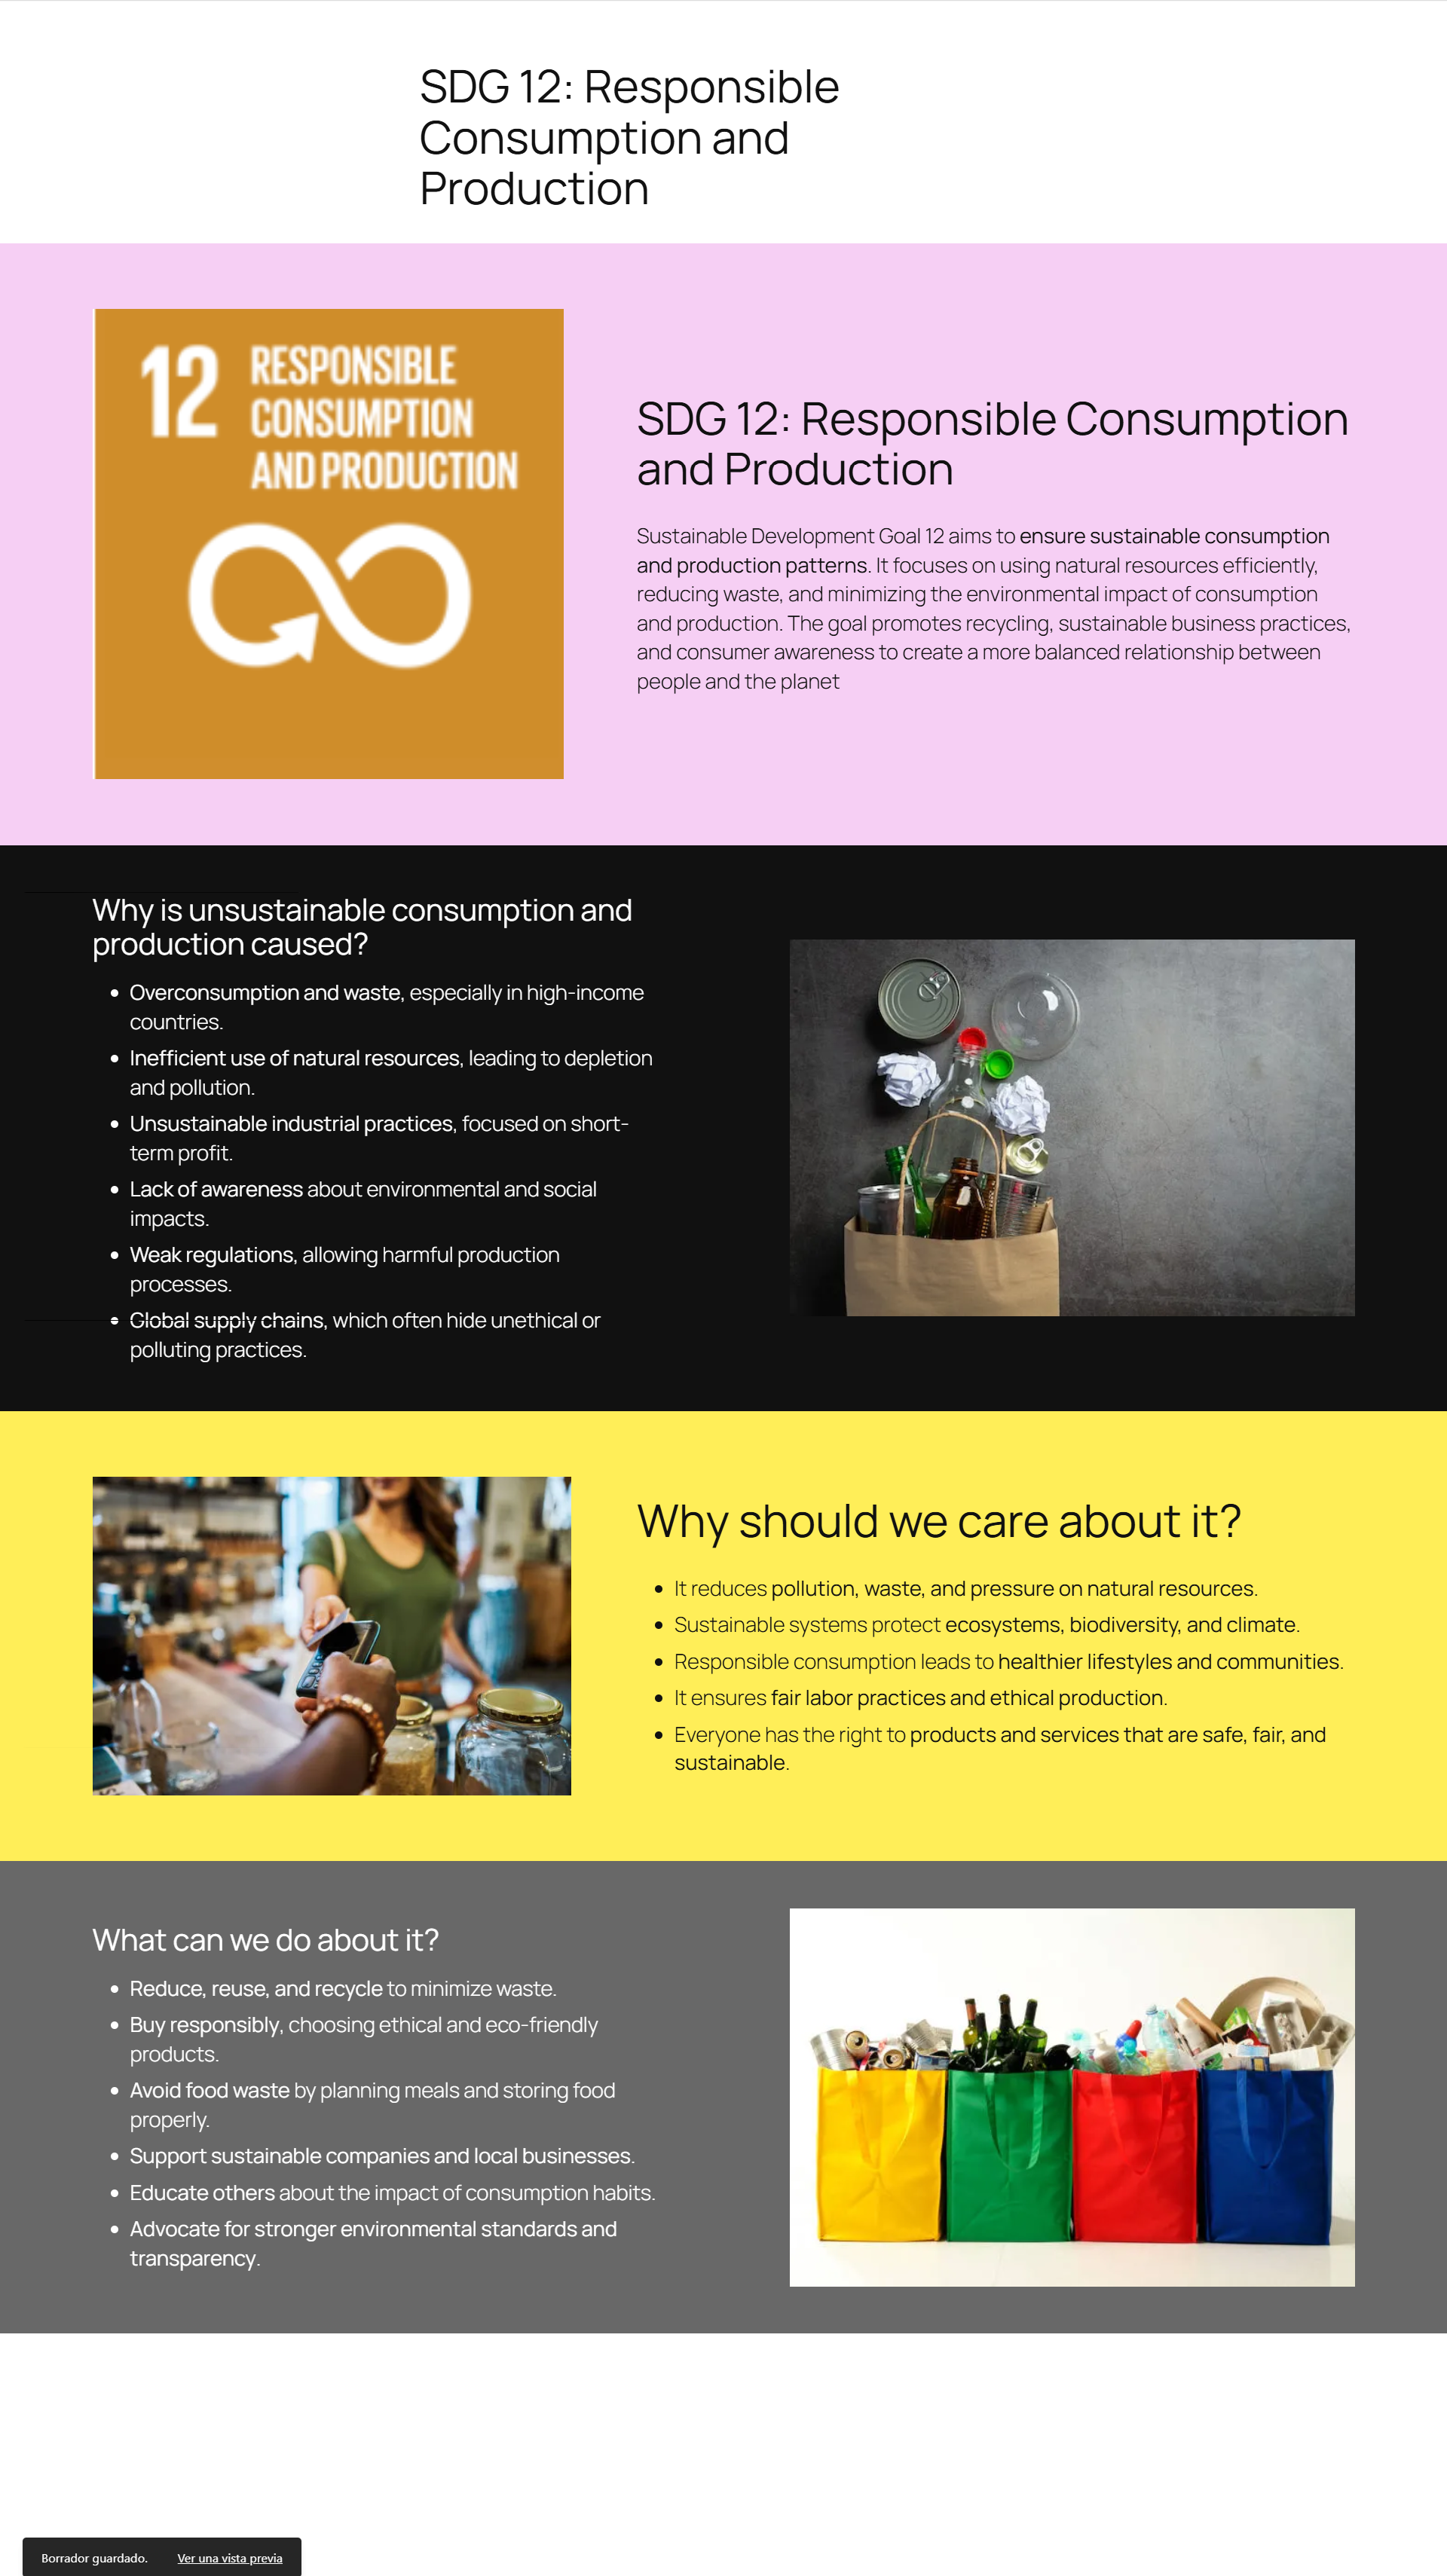 SDG 12: Responsible
Consumption and
Production
12 RESPONSIBLE
CONSUMPTION
AND PRODUCTION
SDG 12: Responsible Consumption
and Production
Sustainable Development Goal 12 aims to ensure sustainable consumption
and production patterns. It focuses on using natural resources efficiently,
reducing waste, and minimizing the environmental impact of consumption
and production. The goal promotes recycling, sustainable business practices,
and consumer awareness to create a more balanced relationship between
people and the planet
Why is unsustainable consumption and
production caused?
• Overconsumption and waste, especially in high-income
countries.
• Inefficient use of natural resources, leading to depletion
and pollution.
• Unsustainable industrial practices, focused on short-
term profit.
• Lack of awareness about environmental and social
impacts.
• Weak regulations, allowing harmful production
processes.
• Global supply chains, which often hide unethical or
polluting practices.
Why should we care about it?
• It reduces pollution, waste, and pressure on natural resources.
• Sustainable systems protect ecosystems, biodiversity, and climate.
• Responsible consumption leads to healthier lifestyles and communities.
• It ensures fair labor practices and ethical production.
• Everyone has the right to products and services that are safe, fair, and
sustainable.
What can we do about it?
• Reduce, reuse, and recycle to minimize waste.
• Buy responsibly, choosing ethical and eco-friendly
products.
• Avoid food waste by planning meals and storing food
properly.
• Support sustainable companies and local businesses.
• Educate others about the impact of consumption habits.
• Advocate for stronger environmental standards and
transparency.
Borrador guardado. Ver una vista previa